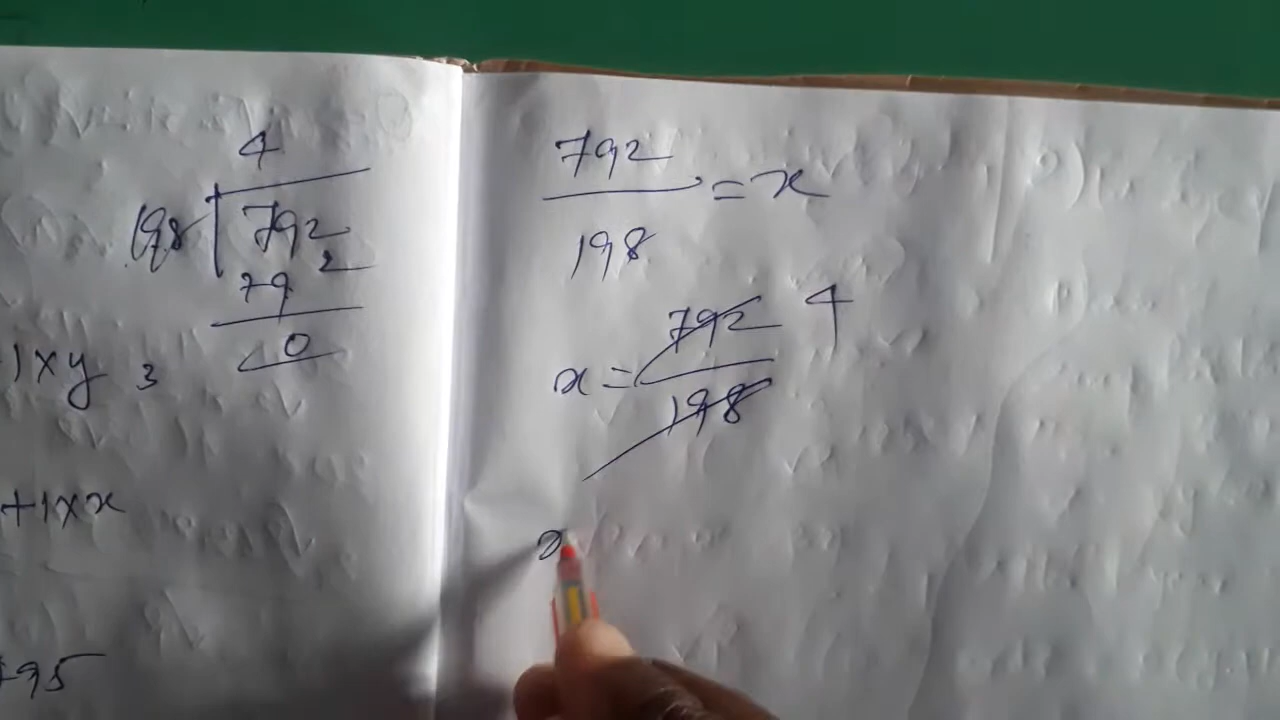 4
198 792
792
0
1xy 3
+1xx
+95
792
198 = x
x = 792 4
198
x